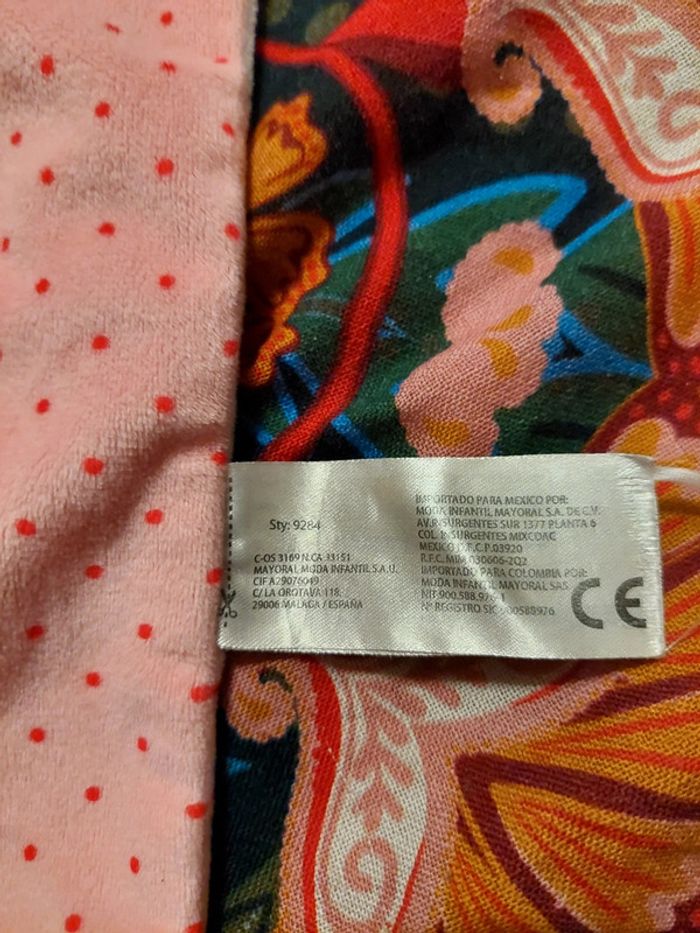 Sty: 9284
C-OS 3169 N.CA 33151
MAYORAL MODA INFANTIL S.A.U.
CIF A29076049
C/ LA OROTAVA 118,
29006 MALAGA / ESPAÑA
IMPORTADO PARA MEXICO POR:
MODA INFANTIL MAYORAL S.A. DE C.V.
AV. INSURGENTES SUR 1377 PLANTA 6
COL. INSURGENTES MIXCOAC
MEXICO D.F. C.P. 03920
R.F.C. MIM 030606-2Q2
IMPORTADO PARA COLOMBIA POR:
MODA INFANTIL MAYORAL SAS
NIT 900.588.976-1
Nº REGISTRO SIC 900588976
CE